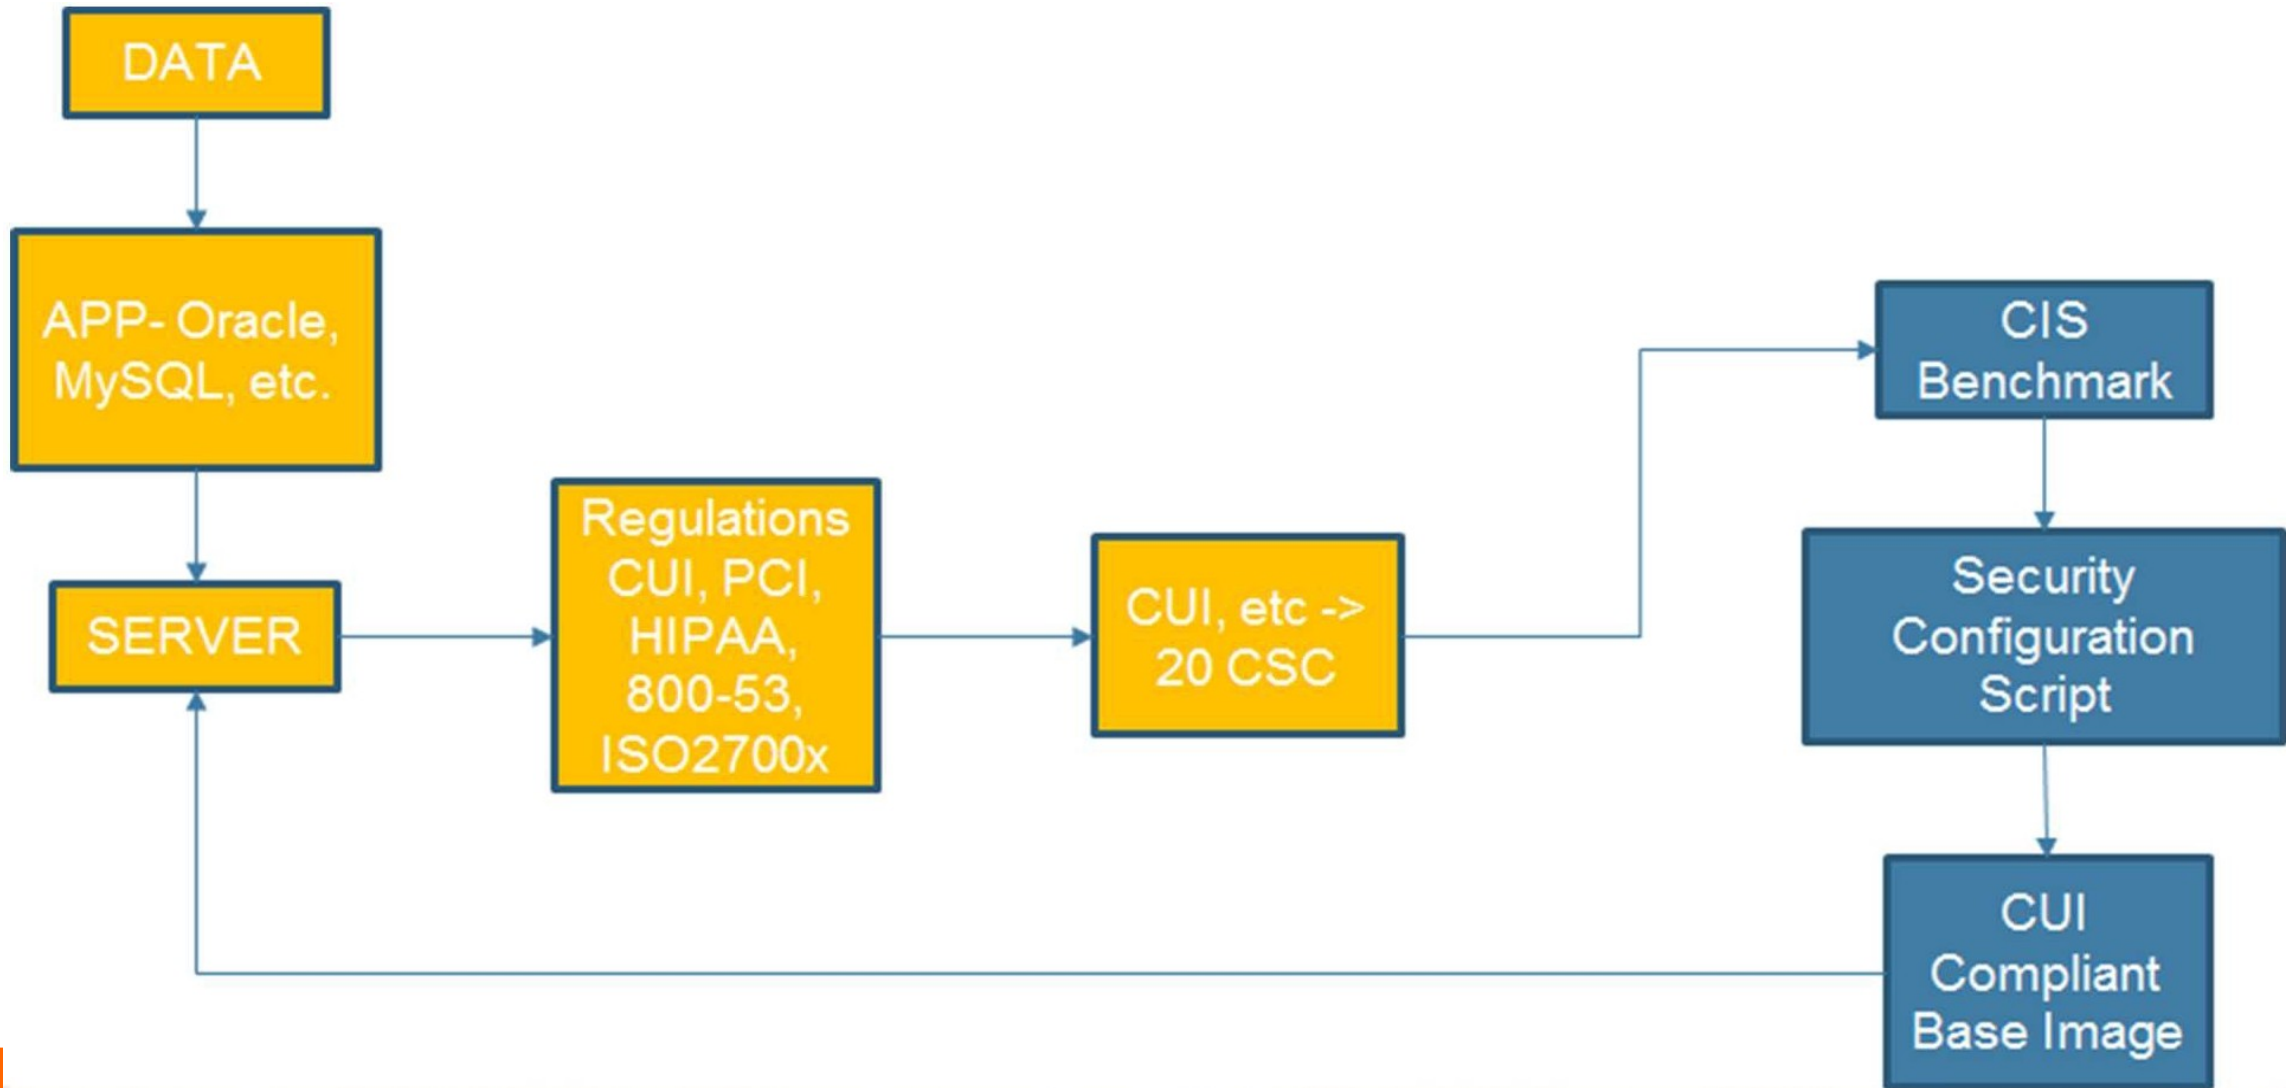 DATA
APP- Oracle,
MySQL, etc.
SERVER
Regulations
CUI, PCI,
HIPAA,
800-53,
ISO2700x
CUI, etc ->
20 CSC
CIS
Benchmark
Security
Configuration
Script
CUI
Compliant
Base Image